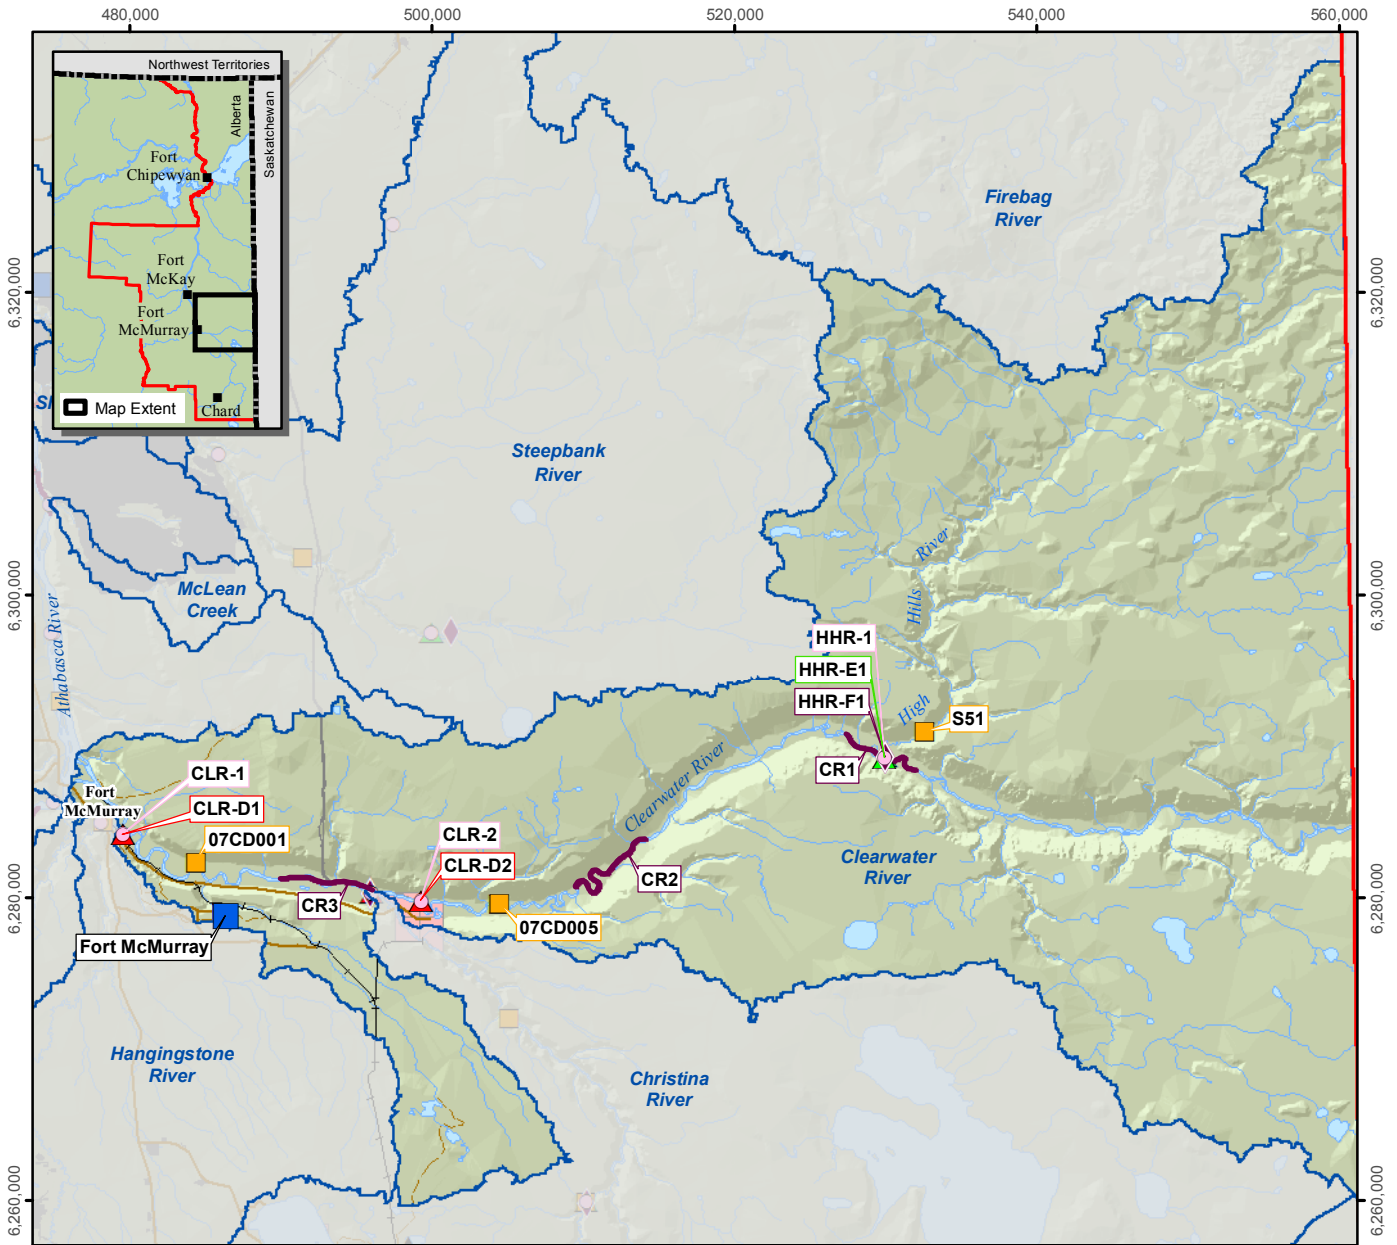 480,000
500,000
520,000
540,000
560,000
Northwest Territories
Alberta
Saskatchewan
Fort
Chipewyan
Fort
McKay
Fort
McMurray
Chard
Map Extent
Firebag
River
6,320,000
6,320,000
Steepbank
River
River
Hills
High
McLean
Creek
6,300,000
6,300,000
Athabasca River
HHR-1
HHR-E1
HHR-F1
S51
CR1
Clearwater River
CLR-1
Fort
McMurray
CLR-D1
07CD001
CLR-2
CLR-D2
Clearwater
River
CR2
CR3
07CD005
6,280,000
6,280,000
Fort McMurray
Hangingstone
River
Christina
River
6,260,000
6,260,000